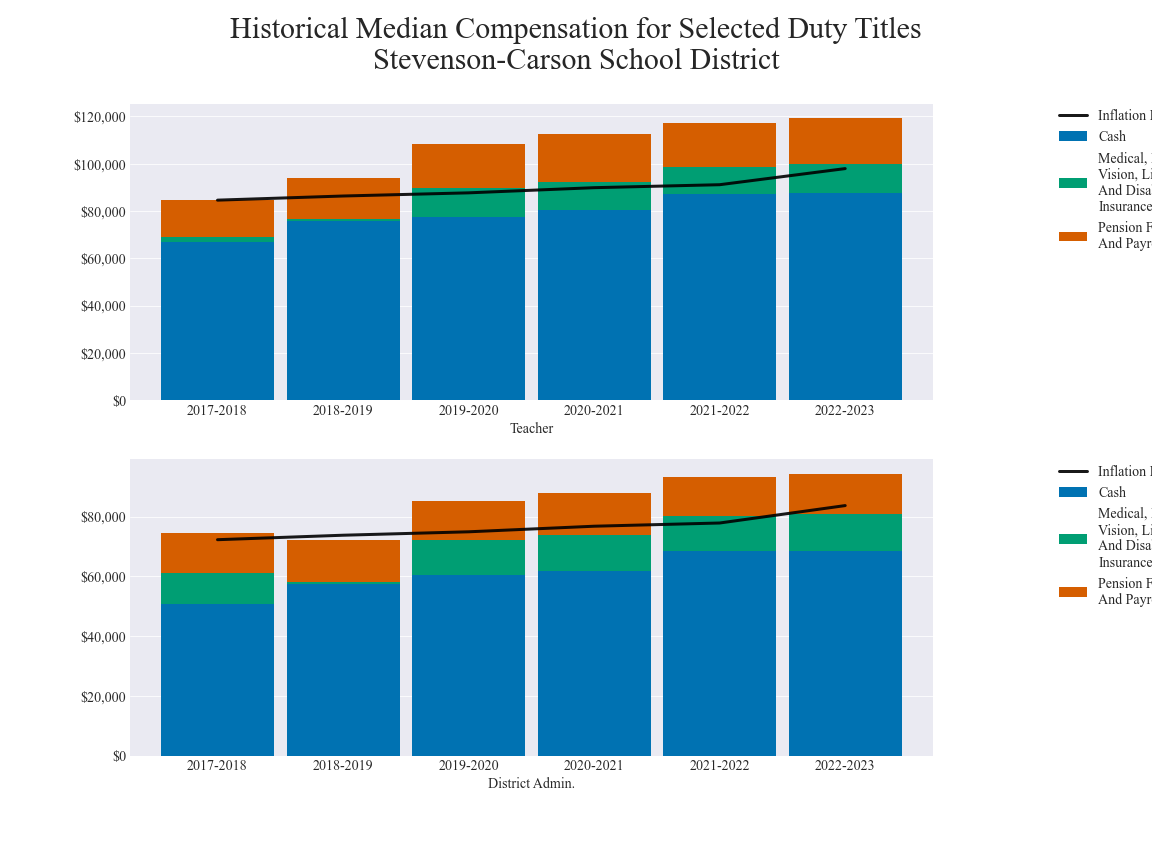 Historical Median Compensation for Selected Duty Titles
Stevenson-Carson School District
$120,000
$100,000
$80,000
$60,000
$40,000
$20,000
$0
2017-2018
2018-2019
2019-2020
2020-2021
2021-2022
2022-2023
Teacher
Inflation
Cash
Medical,
Vision,
And
Insurance
Pension
And
$80,000
$60,000
$40,000
$20,000
$0
2017-2018
2018-2019
2019-2020
2020-2021
2021-2022
2022-2023
District Admin.
Inflation
Cash
Medical,
Vision,
And
Insurance
Pension
And